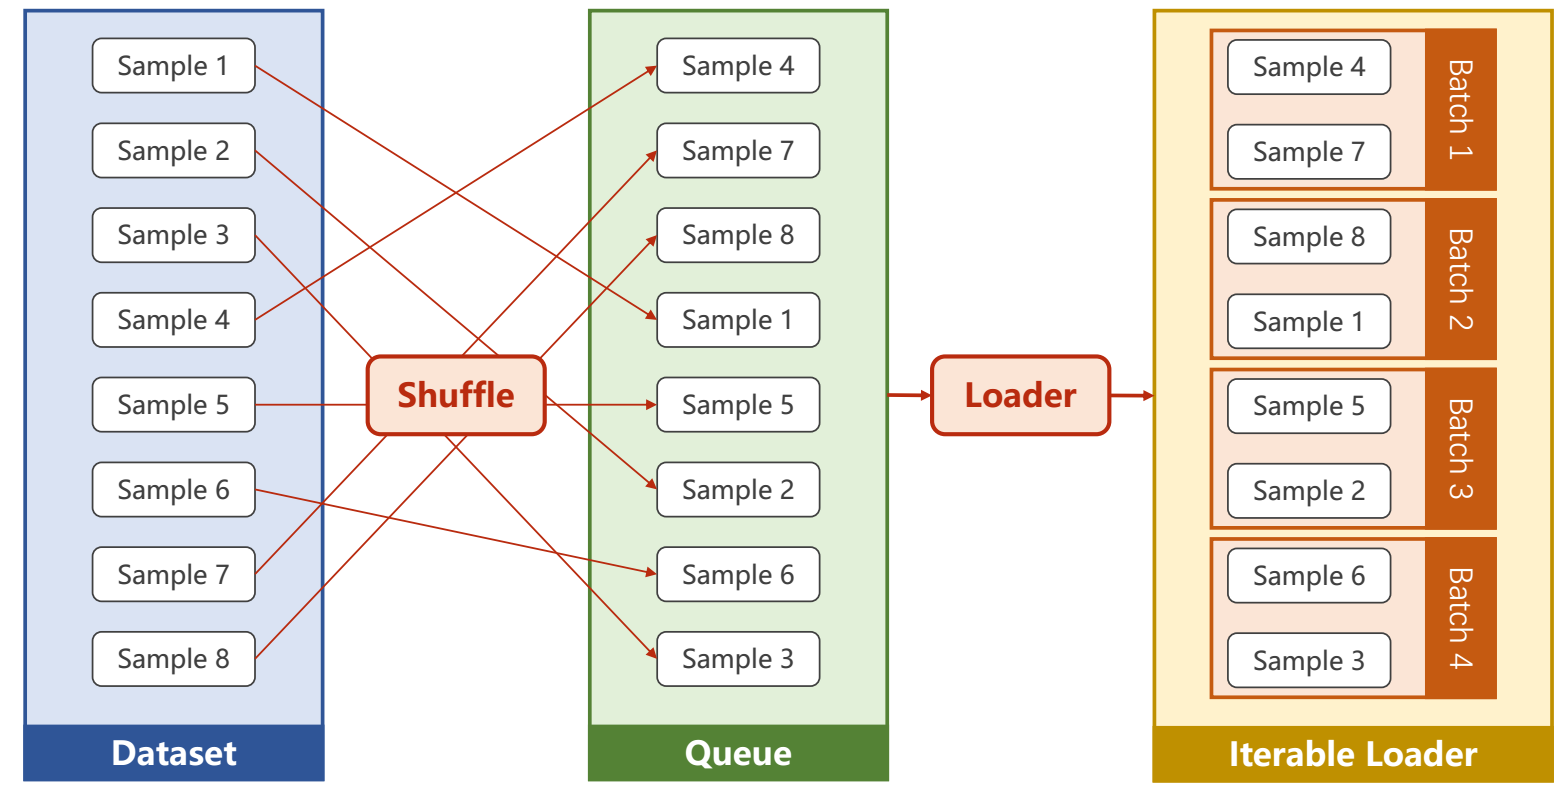 Sample 1
Sample 2
Sample 3
Sample 4
Sample 5
Sample 6
Sample 7
Sample 8
Dataset
Shuffle
Sample 4
Sample 7
Sample 8
Sample 1
Sample 5
Sample 2
Sample 6
Sample 3
Queue
Loader
Sample 4
Sample 7
Batch 1
Sample 8
Sample 1
Batch 2
Sample 5
Sample 2
Batch 3
Sample 6
Sample 3
Batch 4
Iterable Loader